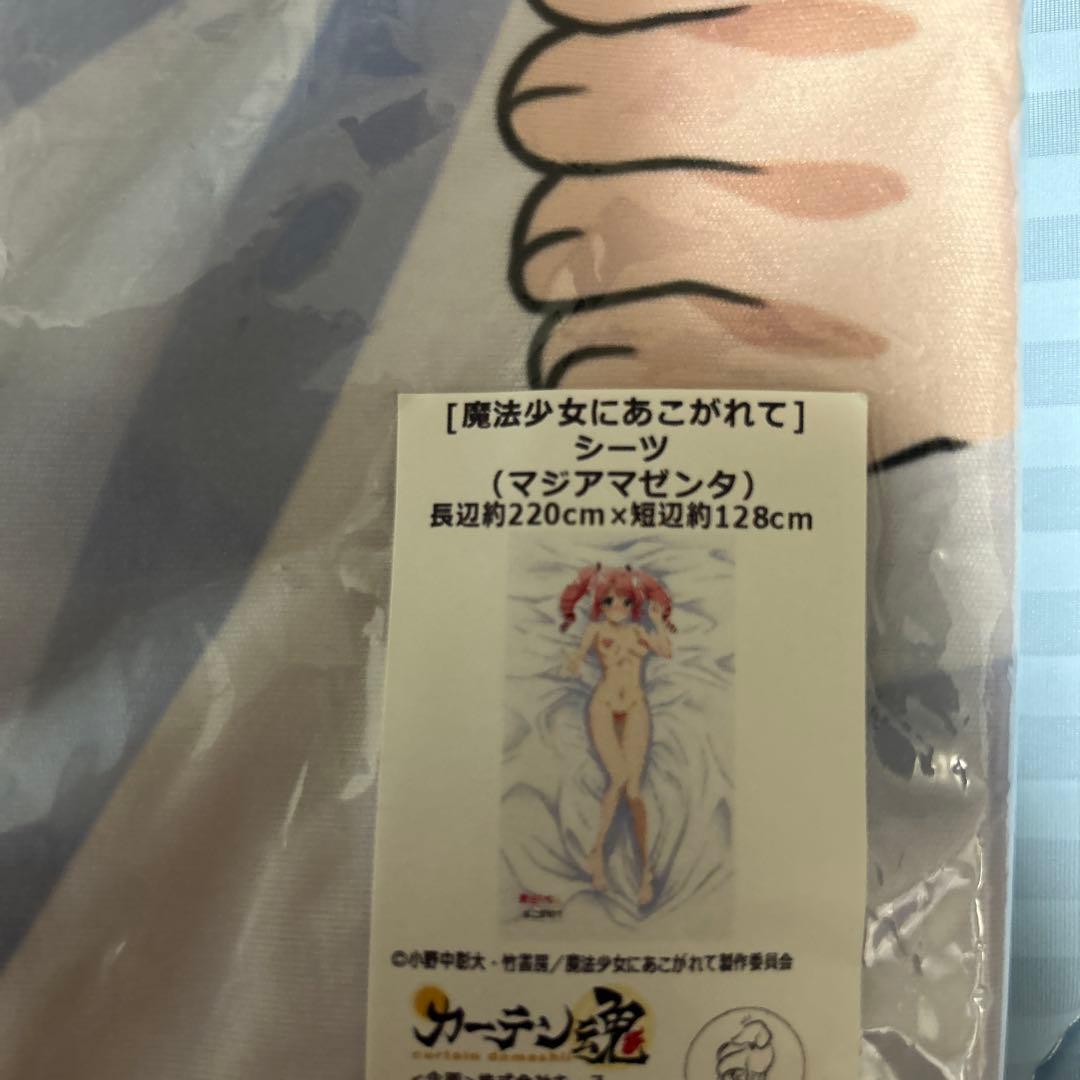 [魔法少女にあこがれて]
シーツ
(マジアマゼンタ)
長辺約220cm×短辺約128cm
©小野中彰大・竹書房/魔法少女にあこがれて製作委員会
カーテン魂
curtain damashii